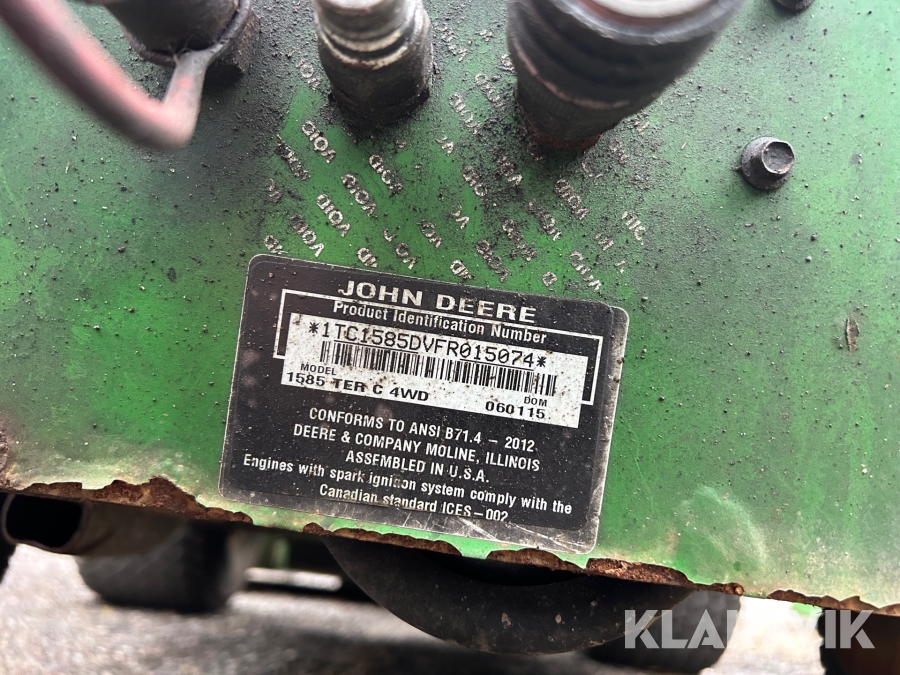 JOHN DEERE
Product Identification Number
*1TC1585DVFR015074*
MODEL
1585 TER C 4WD
DOM
060115
CONFORMS TO ANSI B71.4 - 2012
DEERE & COMPANY MOLINE, ILLINOIS
ASSEMBLED IN U.S.A.
Engines with spark ignition system comply with the
Canadian standard ICES-002
KLARAVIK